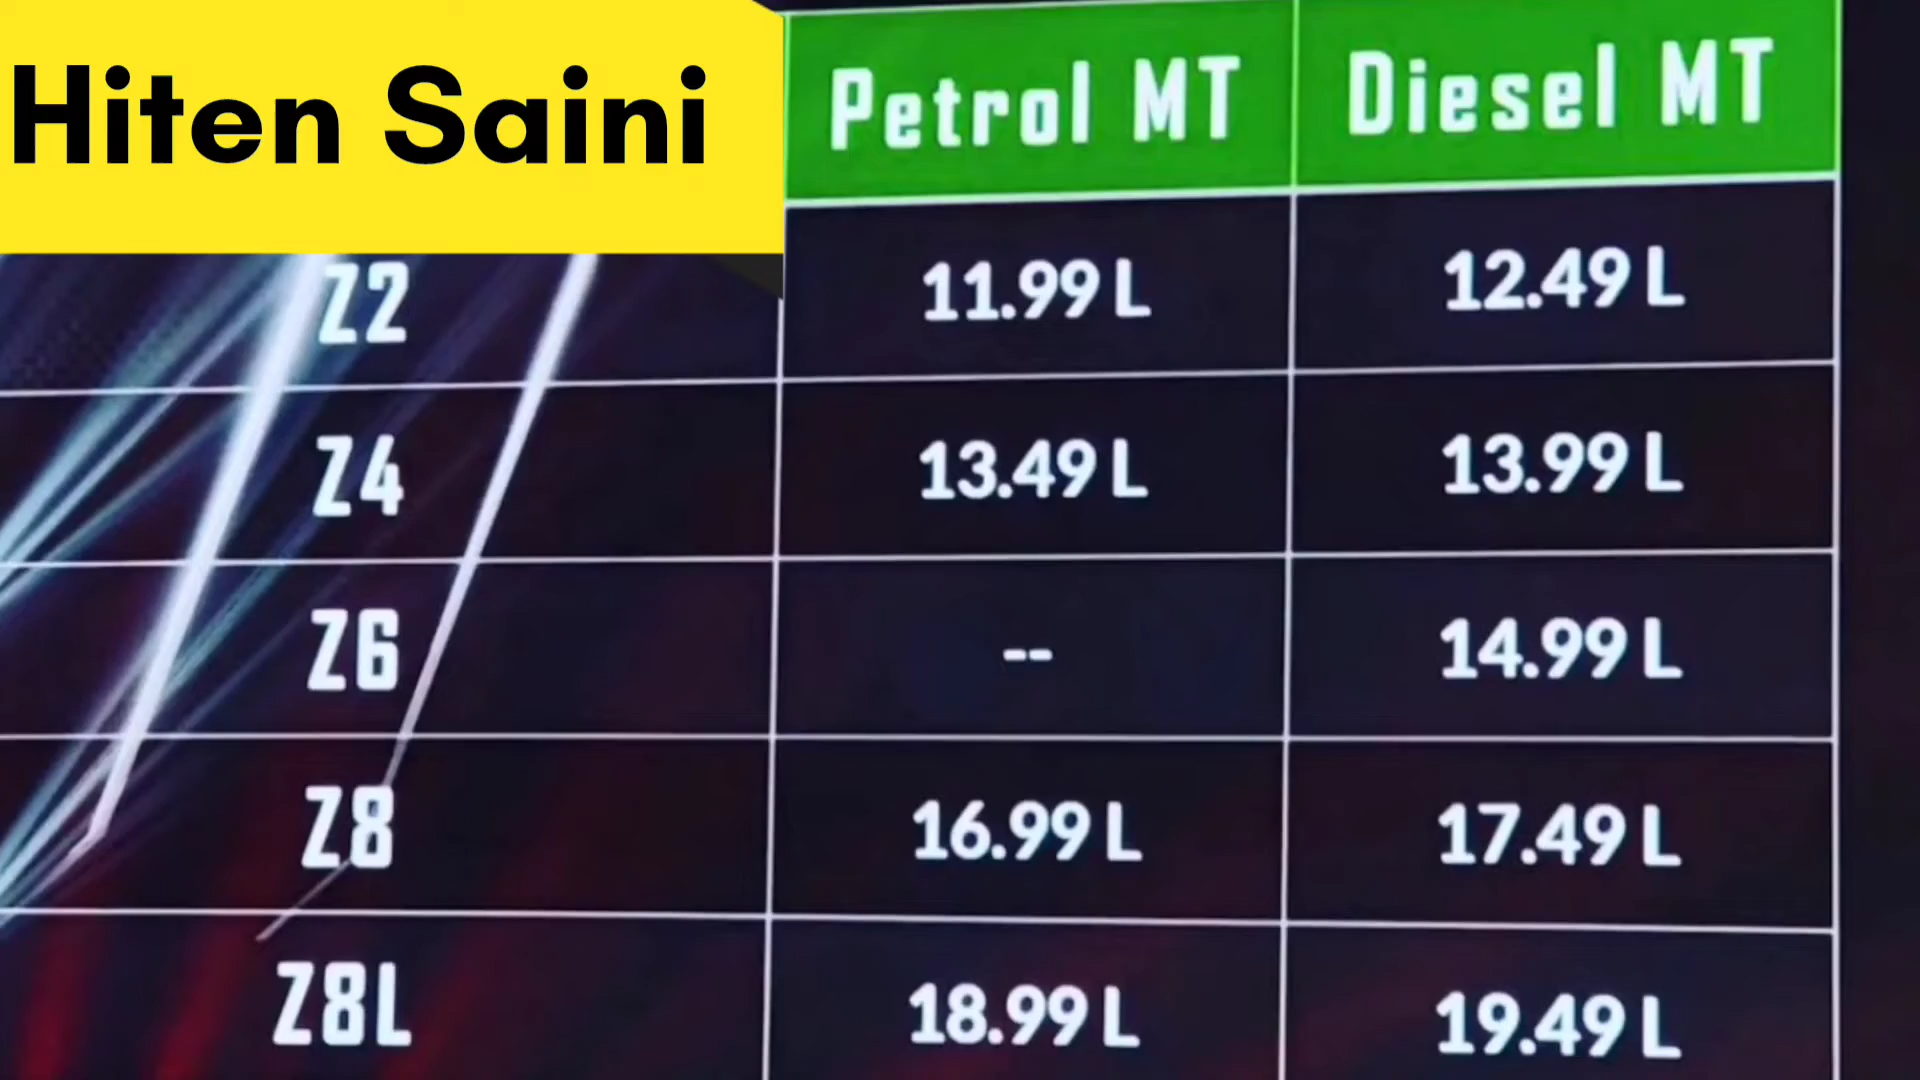 Hiten Saini
Petrol MT Diesel MT
Z2 11.99 L 12.49 L
Z4 13.49 L 13.99 L
Z6 -- 14.99 L
Z8 16.99 L 17.49 L
Z8L 18.99 L 19.49 L